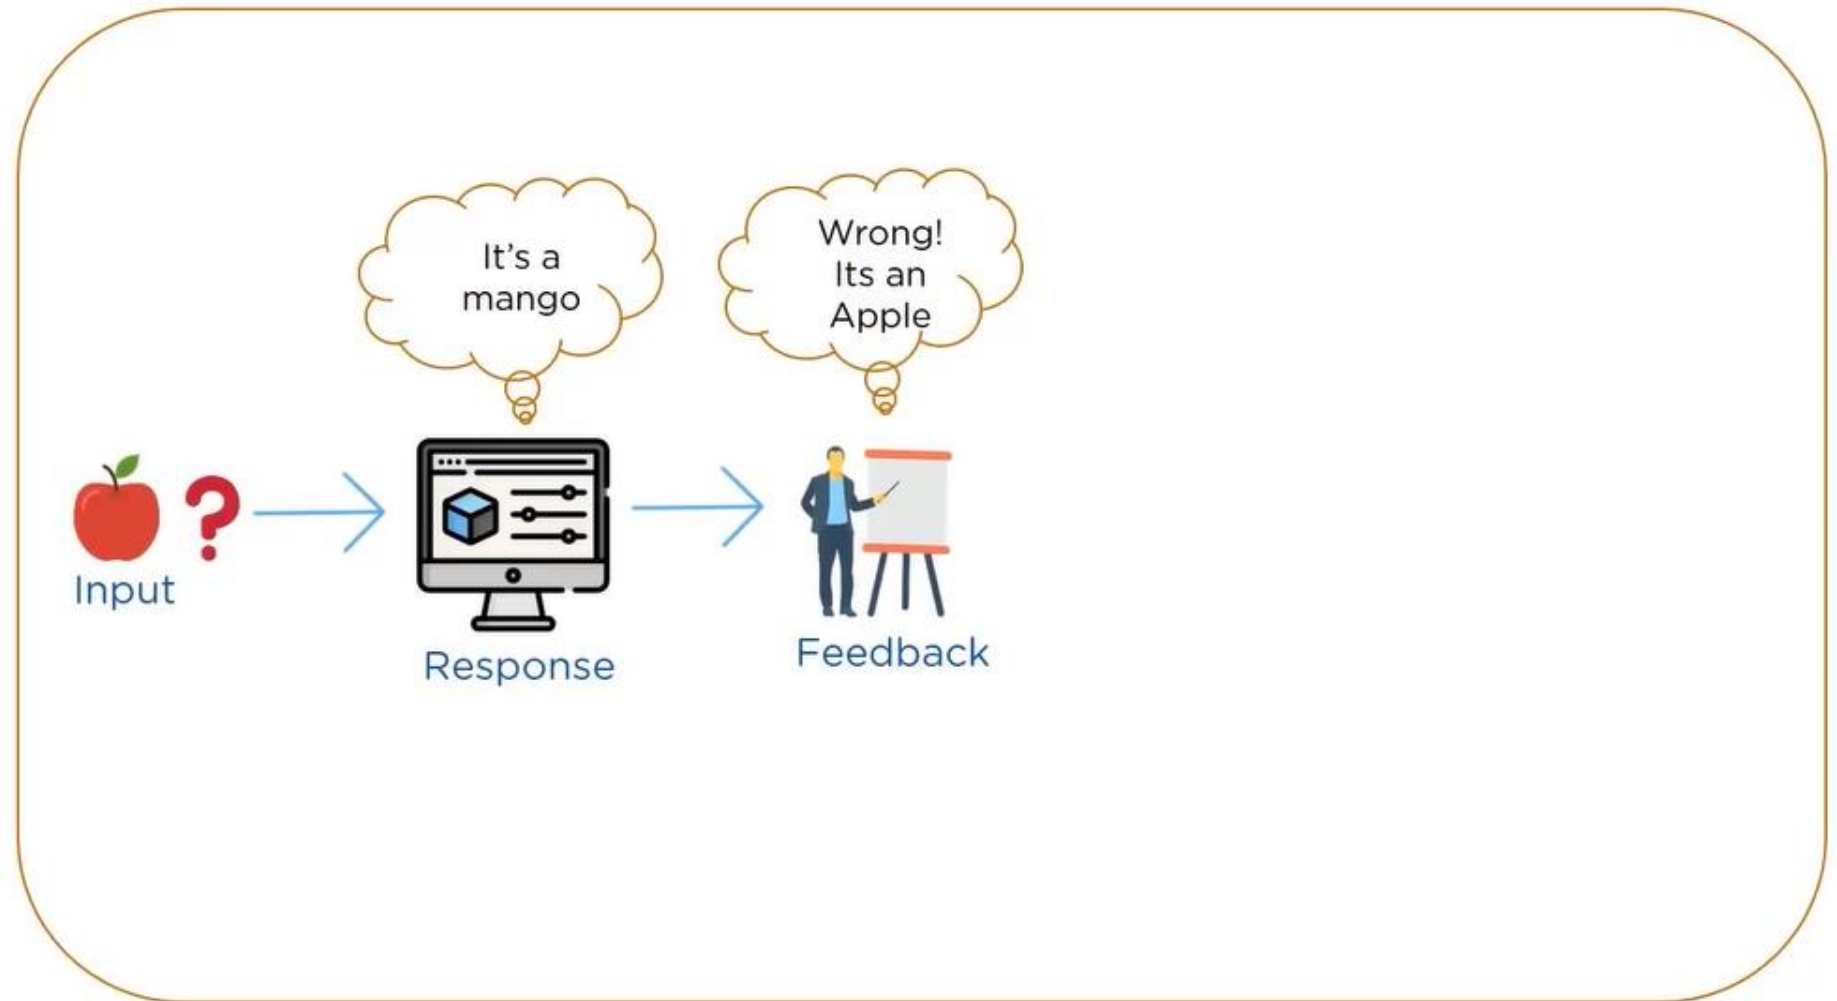 It's a
mango
Wrong!
Its an
Apple
Input
Response
Feedback